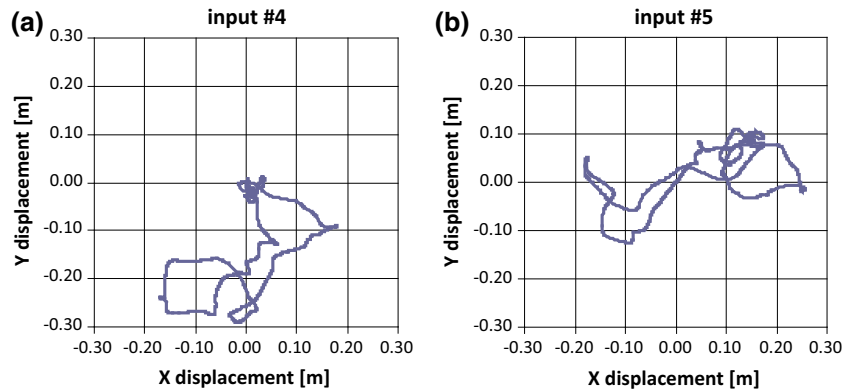 (a)
input #4
0.30
0.20
0.10
0.00
-0.10
-0.20
-0.30
Y displacement [m]
-0.30 -0.20 -0.10 0.00 0.10 0.20 0.30
X displacement [m]
(b)
input #5
0.30
0.20
0.10
0.00
-0.10
-0.20
-0.30
Y displacement [m]
-0.30 -0.20 -0.10 0.00 0.10 0.20 0.30
X displacement [m]